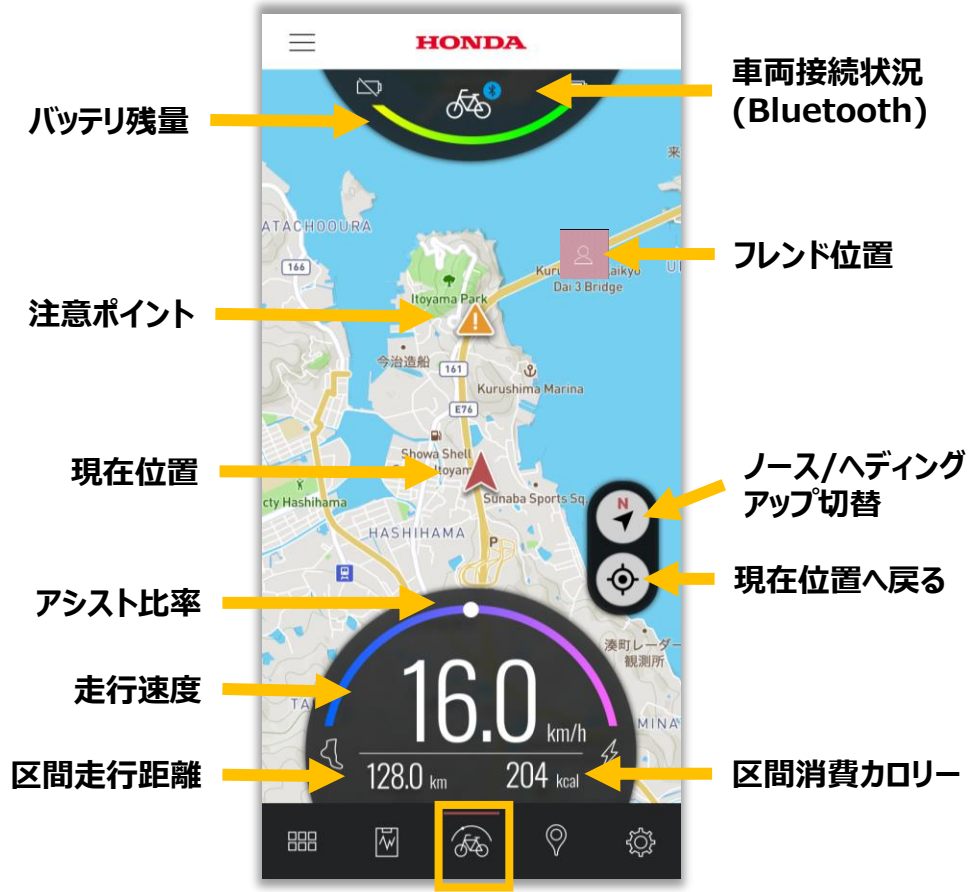 HONDA
バッテリ残量
車両接続状況
(Bluetooth)
来
ATACHOOURA
166
フレンド位置
Dai 3 Bridge
Itoyama Park
注意ポイント
今治造船
161
Kurushima Marina
E76
Showa Shell
現在位置
Sunaba Sports Sq.
cty Hashihama
ノース/ヘディング
アップ切替
N
HASHIHAMA
P
現在位置へ戻る
アシスト比率
湊町レーダー
観測所
走行速度
TA
16.0 km/h
MINA
区間走行距離
128.0 km
204 kcal
区間消費カロリー